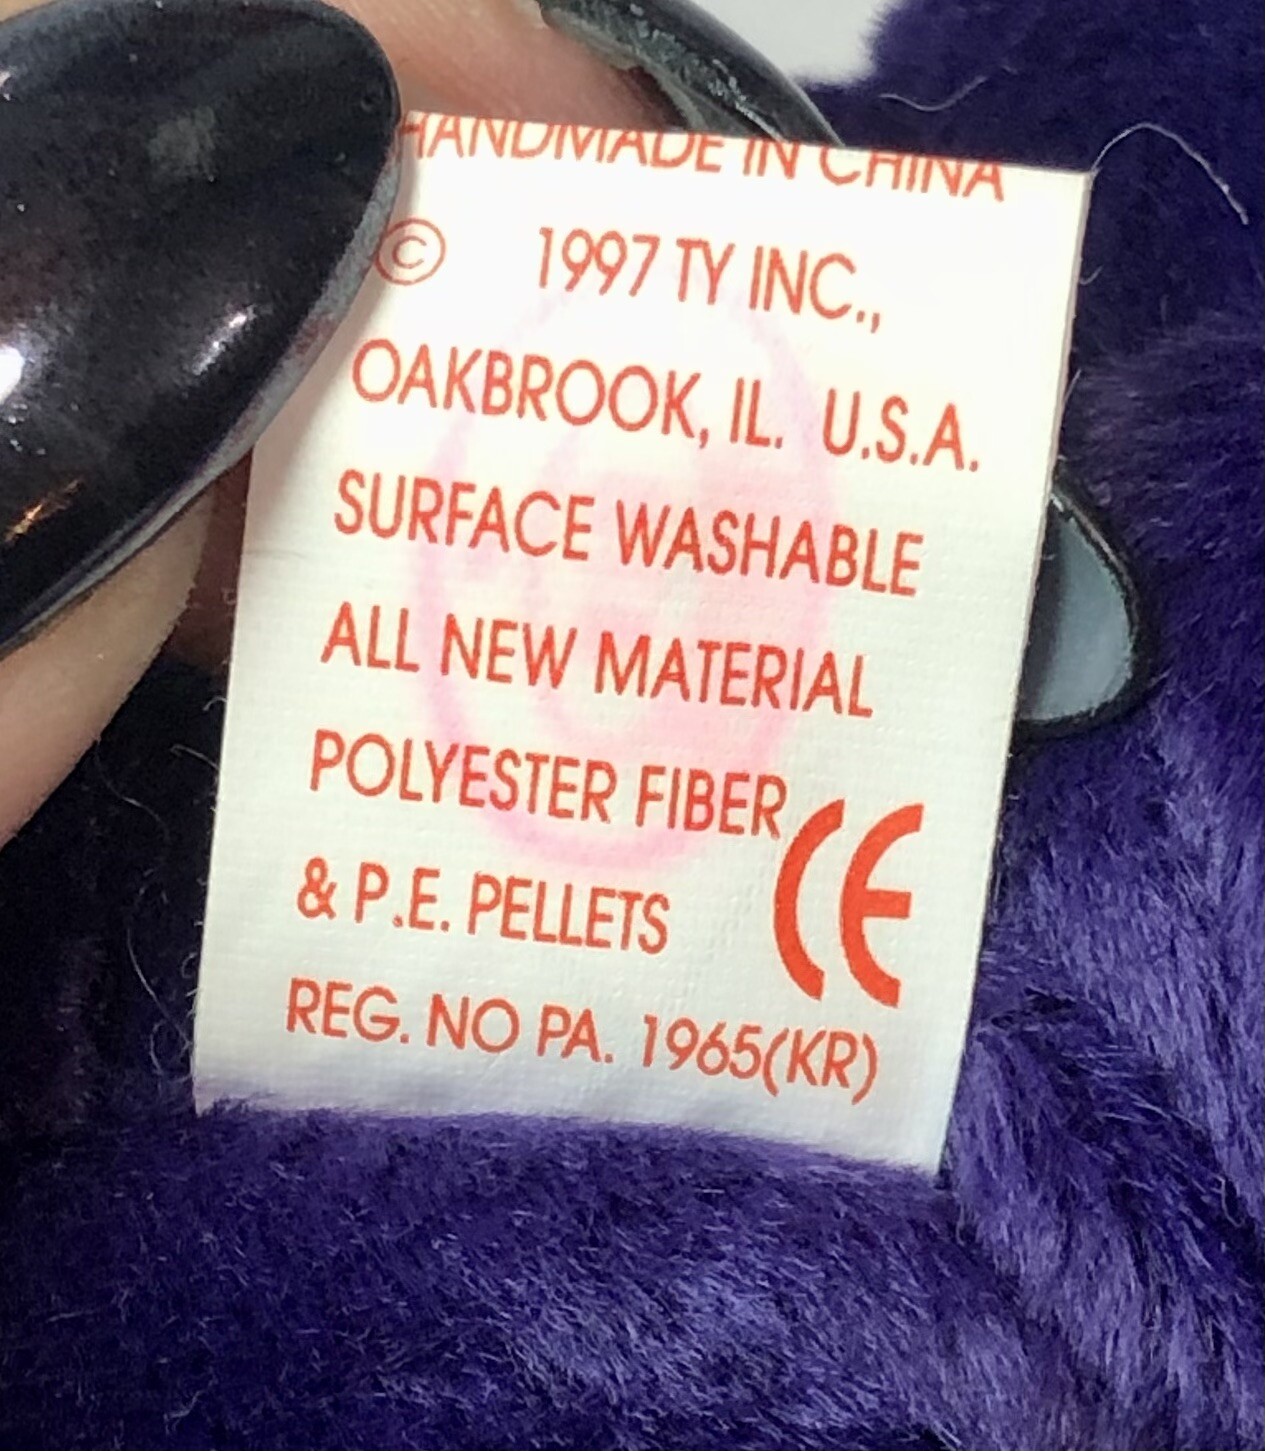 HANDMADE IN CHINA
© 1997 TY INC.,
OAKBROOK, IL. U.S.A.
SURFACE WASHABLE
ALL NEW MATERIAL
POLYESTER FIBER
& P.E. PELLETS
CE
REG. NO PA. 1965(KR)